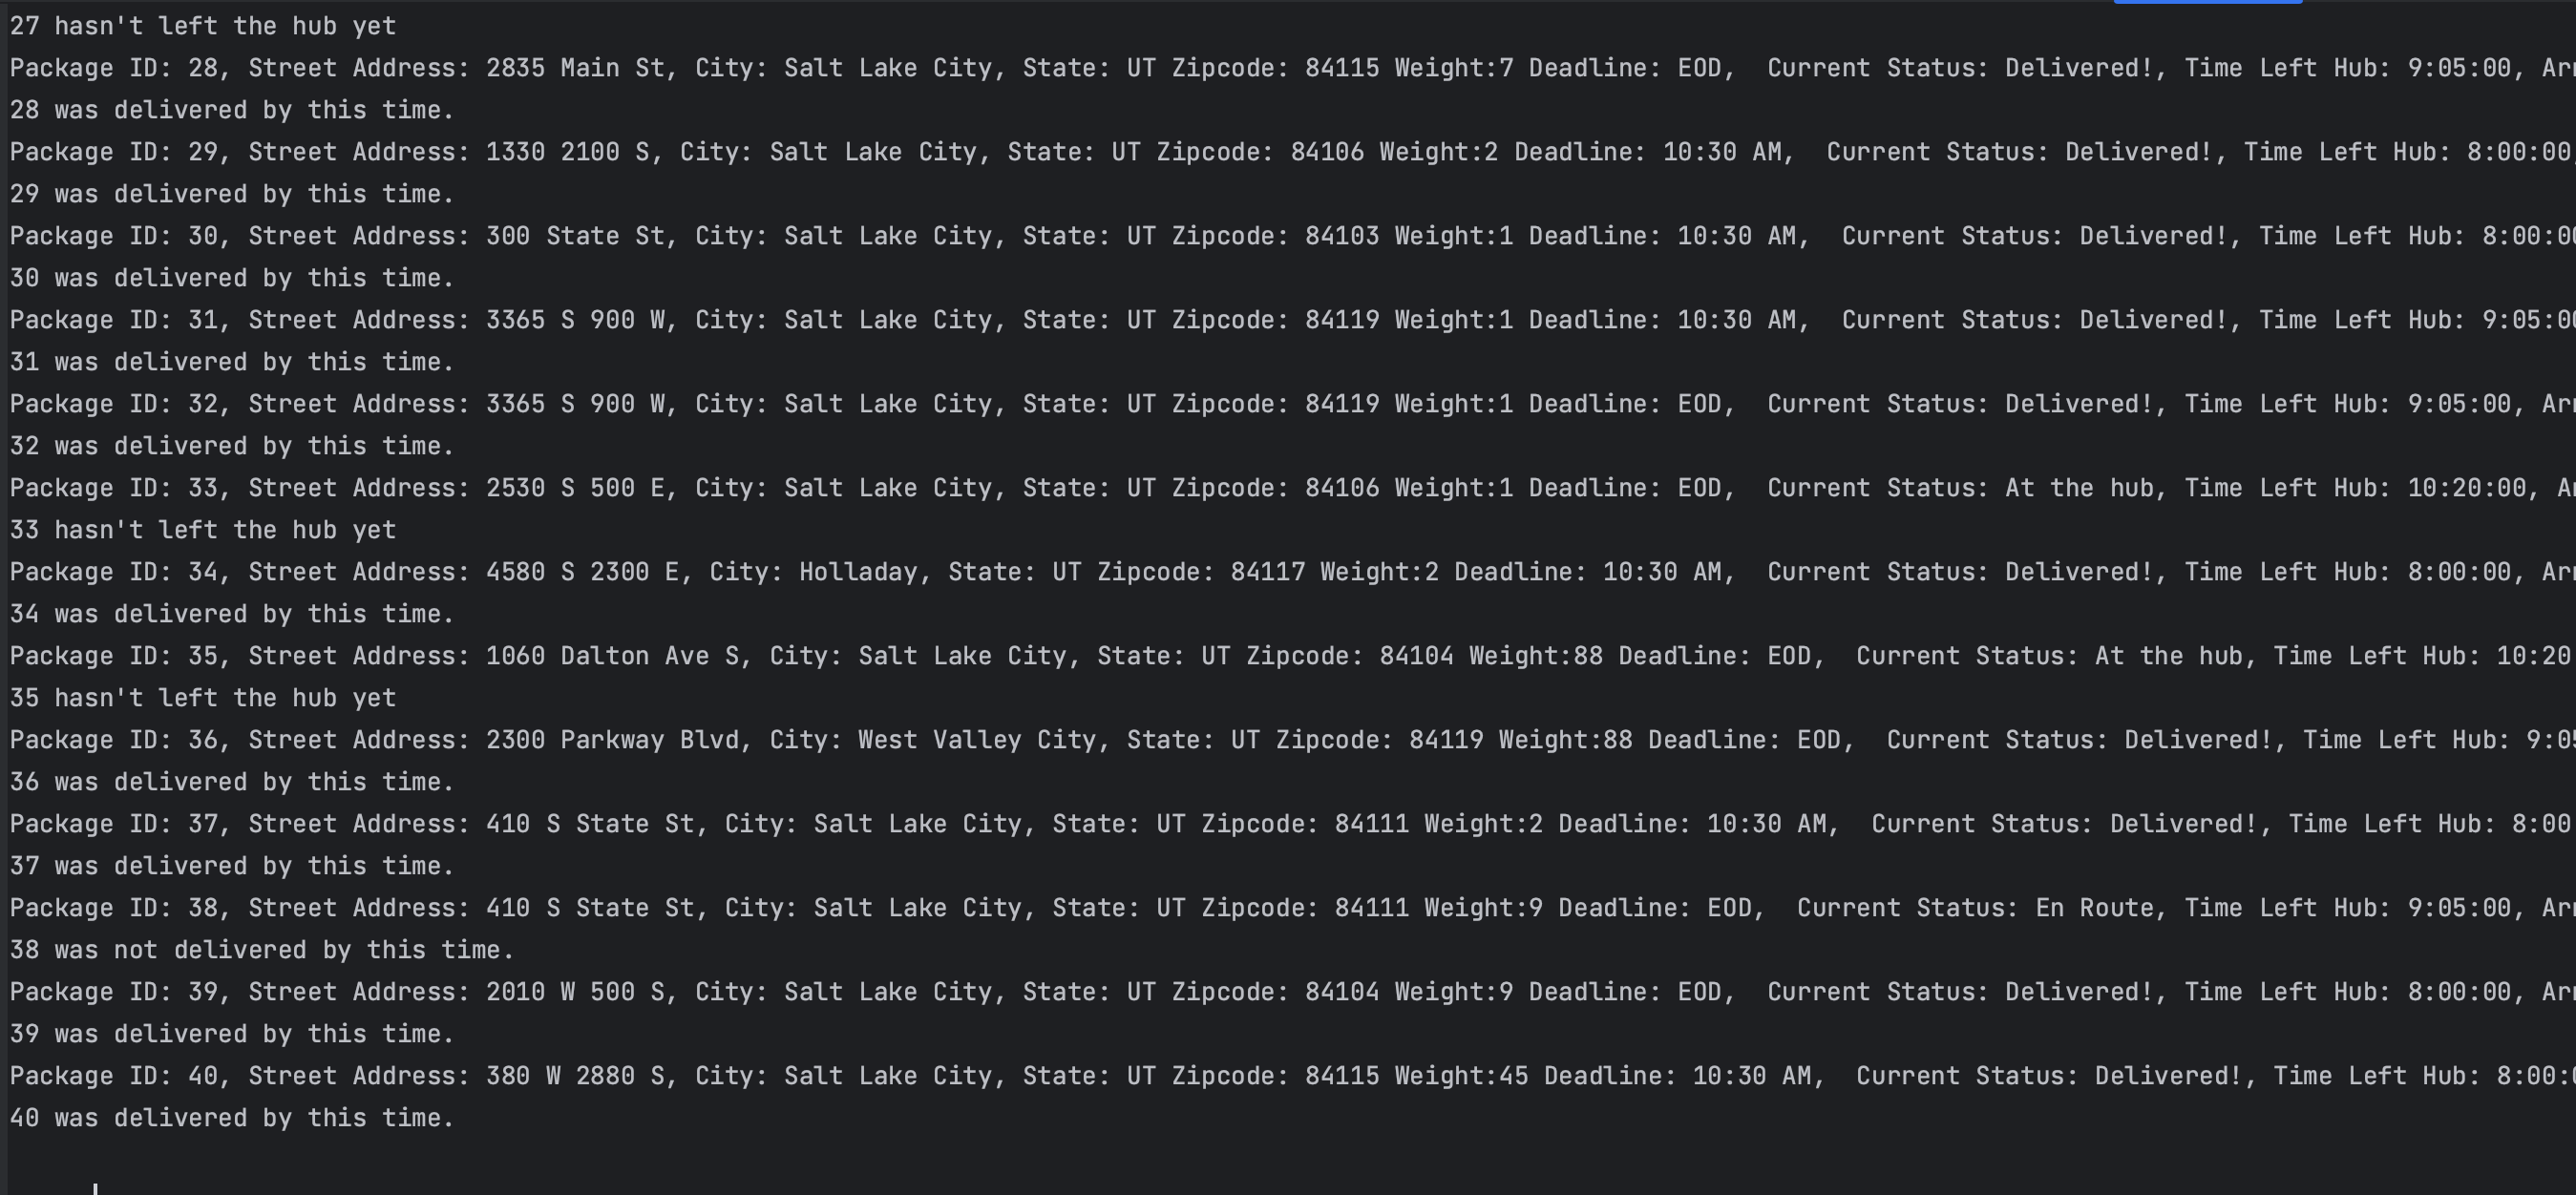 27 hasn't left the hub yet
Package ID: 28, Street Address: 2835 Main St, City: Salt Lake City, State: UT Zipcode: 84115 Weight:7 Deadline: EOD,  Current Status: Delivered!, Time Left Hub: 9:05:00,
28 was delivered by this time.
Package ID: 29, Street Address: 1330 2100 S, City: Salt Lake City, State: UT Zipcode: 84106 Weight:2 Deadline: 10:30 AM,  Current Status: Delivered!, Time Left Hub: 8:00:00
29 was delivered by this time.
Package ID: 30, Street Address: 300 State St, City: Salt Lake City, State: UT Zipcode: 84103 Weight:1 Deadline: 10:30 AM,  Current Status: Delivered!, Time Left Hub: 8:00:0
30 was delivered by this time.
Package ID: 31, Street Address: 3365 S 900 W, City: Salt Lake City, State: UT Zipcode: 84119 Weight:1 Deadline: 10:30 AM,  Current Status: Delivered!, Time Left Hub: 9:05:0
31 was delivered by this time.
Package ID: 32, Street Address: 3365 S 900 W, City: Salt Lake City, State: UT Zipcode: 84119 Weight:1 Deadline: EOD,  Current Status: Delivered!, Time Left Hub: 9:05:00,
32 was delivered by this time.
Package ID: 33, Street Address: 2530 S 500 E, City: Salt Lake City, State: UT Zipcode: 84106 Weight:1 Deadline: EOD,  Current Status: At the hub, Time Left Hub: 10:20:00,
33 hasn't left the hub yet
Package ID: 34, Street Address: 4580 S 2300 E, City: Holladay, State: UT Zipcode: 84117 Weight:2 Deadline: 10:30 AM,  Current Status: Delivered!, Time Left Hub: 8:00:00,
34 was delivered by this time.
Package ID: 35, Street Address: 1060 Dalton Ave S, City: Salt Lake City, State: UT Zipcode: 84104 Weight:88 Deadline: EOD,  Current Status: At the hub, Time Left Hub: 10:20
35 hasn't left the hub yet
Package ID: 36, Street Address: 2300 Parkway Blvd, City: West Valley City, State: UT Zipcode: 84119 Weight:88 Deadline: EOD,  Current Status: Delivered!, Time Left Hub: 9:0
36 was delivered by this time.
Package ID: 37, Street Address: 410 S State St, City: Salt Lake City, State: UT Zipcode: 84111 Weight:2 Deadline: 10:30 AM,  Current Status: Delivered!, Time Left Hub: 8:00
37 was delivered by this time.
Package ID: 38, Street Address: 410 S State St, City: Salt Lake City, State: UT Zipcode: 84111 Weight:9 Deadline: EOD,  Current Status: En Route, Time Left Hub: 9:05:00,
38 was not delivered by this time.
Package ID: 39, Street Address: 2010 W 500 S, City: Salt Lake City, State: UT Zipcode: 84104 Weight:9 Deadline: EOD,  Current Status: Delivered!, Time Left Hub: 8:00:00,
39 was delivered by this time.
Package ID: 40, Street Address: 380 W 2880 S, City: Salt Lake City, State: UT Zipcode: 84115 Weight:45 Deadline: 10:30 AM,  Current Status: Delivered!, Time Left Hub: 8:00:
40 was delivered by this time.